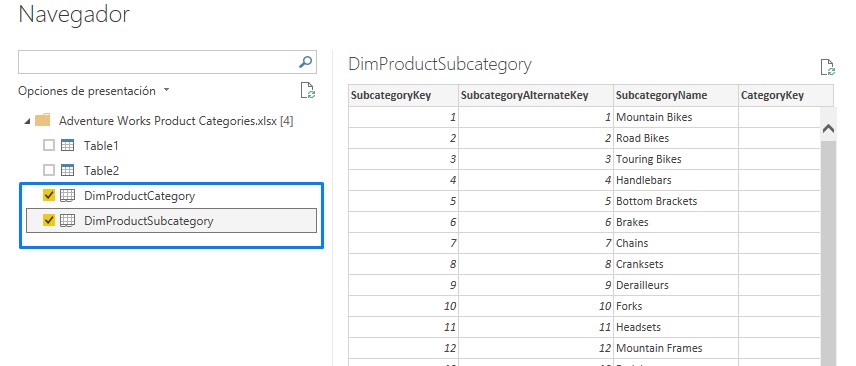 Navegador
Opciones de presentación
Adventure Works Product Categories.xlsx [4]
Table1
Table2
DimProductCategory
DimProductSubcategory
DimProductSubcategory
SubcategoryKey SubcategoryAlternateKey SubcategoryName CategoryKey
1 1 Mountain Bikes
2 2 Road Bikes
3 3 Touring Bikes
4 4 Handlebars
5 5 Bottom Brackets
6 6 Brakes
7 7 Chains
8 8 Cranksets
9 9 Derailleurs
10 10 Forks
11 11 Headsets
12 12 Mountain Frames